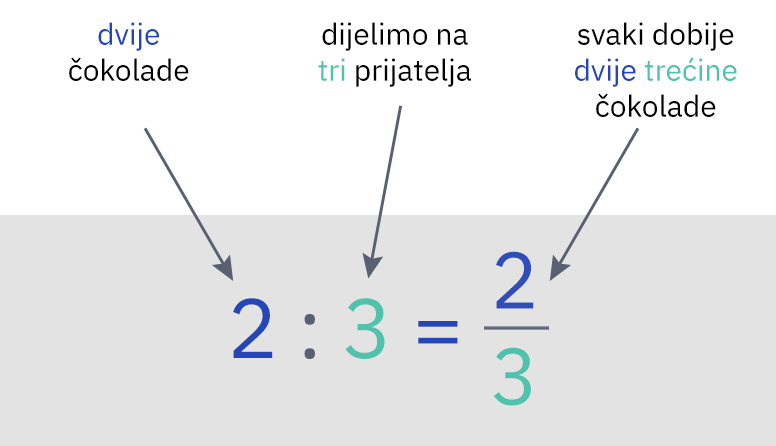 dvije
čokolade
dijelimo na
tri prijatelja
svaki dobije
dvije trećine
čokolade
2 : 3 = 2/3